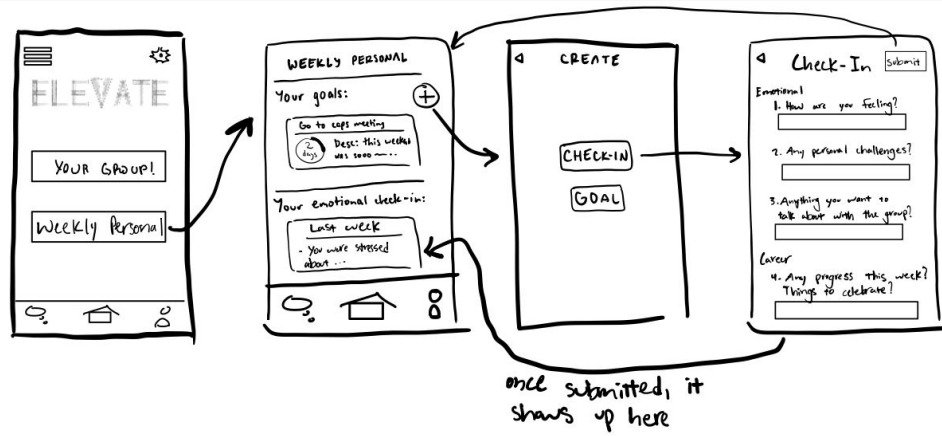 ELEVATE
YOUR GROUP!
Weekly Personal
WEEKLY PERSONAL
Your goals:
Go to caps meeting
2 days
Desc: this week
was sooo
Your emotional check-in:
Last week
- You were stressed
about ...
CREATE
CHECK-IN
GOAL
Check-In
Submit
Emotional
1. How are you feeling?
2. Any personal challenges?
3. Anything you want to
talk about with the group?
Career
4. Any progress this week?
Things to celebrate?
once submitted, it
shows up here